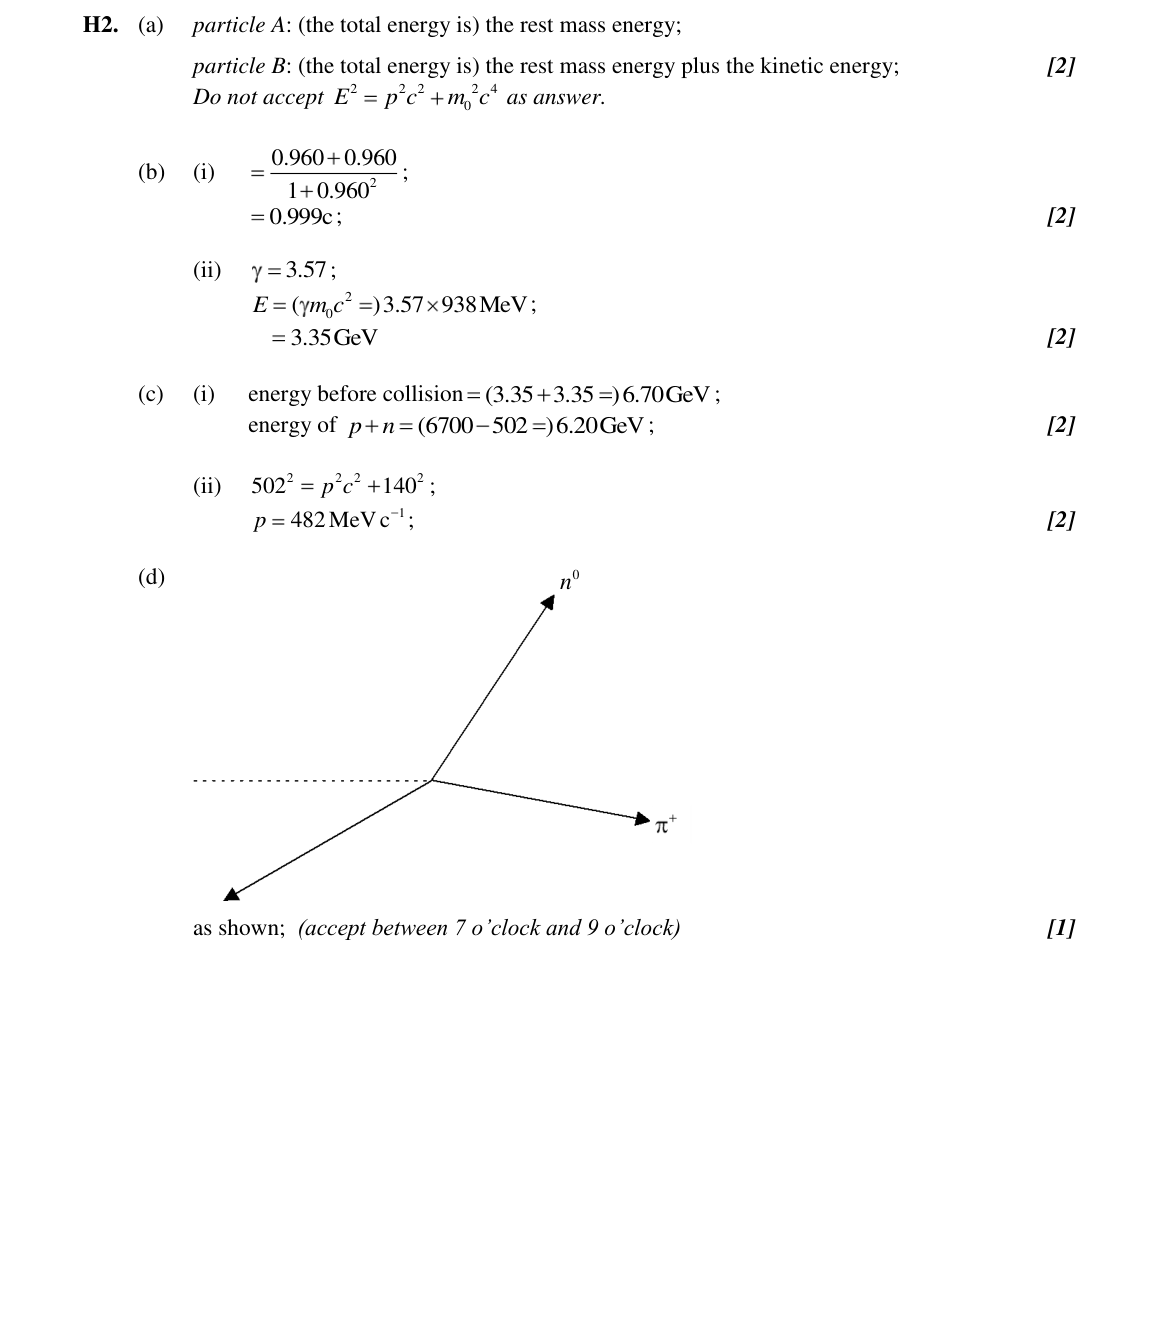 H2. (a) particle A: (the total energy is) the rest mass energy;
particle B: (the total energy is) the rest mass energy plus the kinetic energy; [2]
Do not accept E² = p²c² + m₀²c⁴ as answer.
(b) (i) = (0.960 + 0.960) / (1 + 0.960²) ;
= 0.999c ; [2]
(ii) γ = 3.57 ;
E = (γm₀c² =) 3.57 × 938 MeV ;
= 3.35 GeV [2]
(c) (i) energy before collision = (3.35 + 3.35 =) 6.70 GeV ;
energy of p + n = (6700 − 502 =) 6.20 GeV ; [2]
(ii) 502² = p²c² + 140² ;
p = 482 MeV c⁻¹ ; [2]
(d)
n⁰
π⁺
as shown; (accept between 7 o’clock and 9 o’clock) [1]